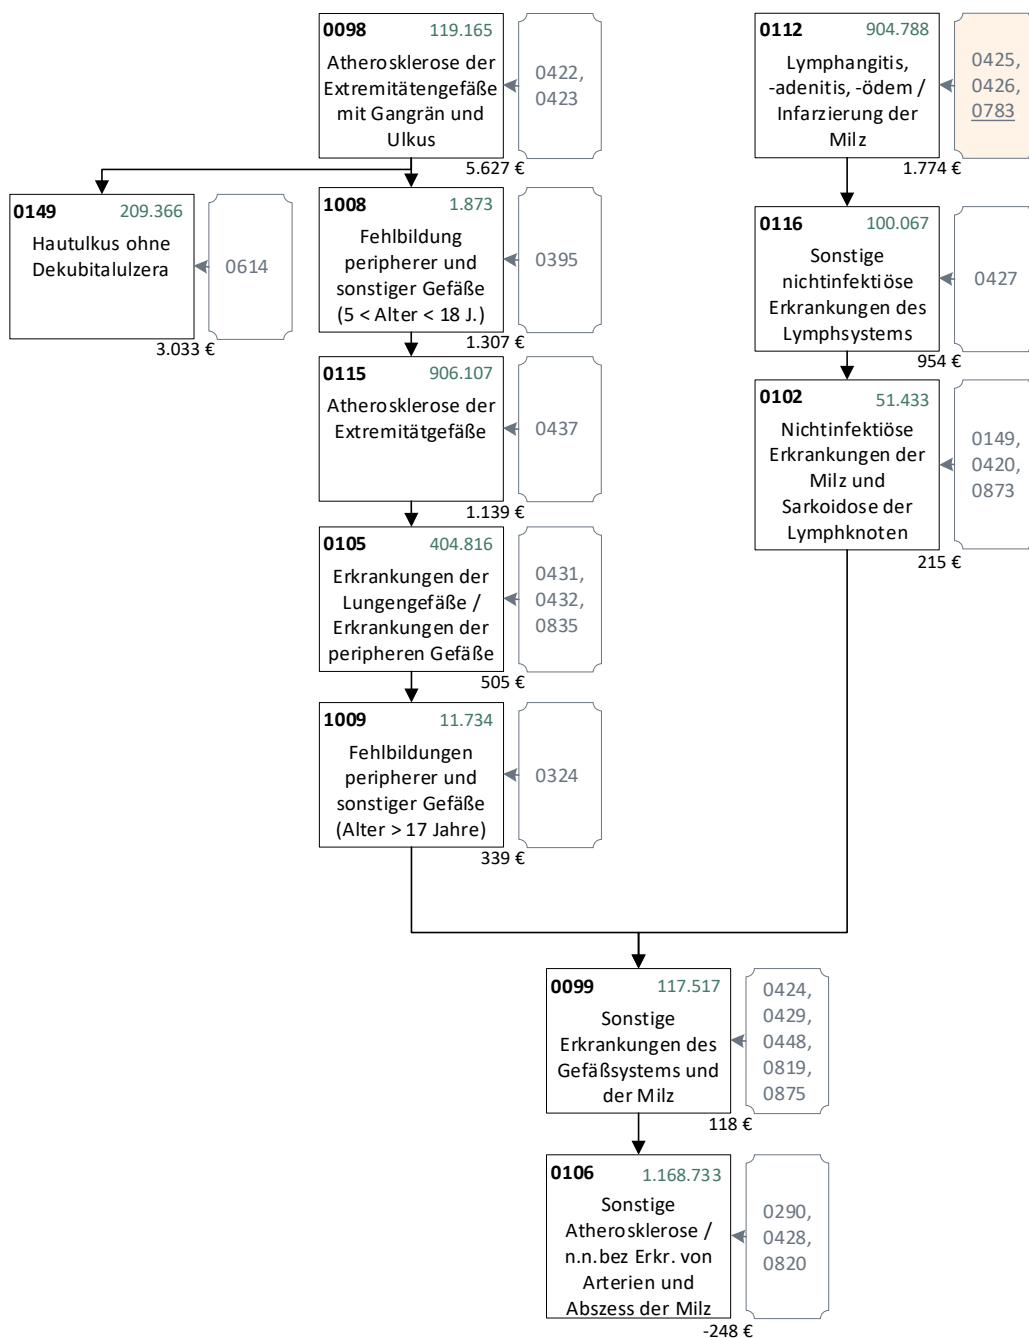 0098 119.165
Atherosklerose der
Extremitätengefäße
mit Gangrän und
Ulkus
0422,
0423
5.627 €
0149 209.366
Hautulkus ohne
Dekubitalulzera
0614
3.033 €
1008 1.873
Fehlbildung
peripherer und
sonstiger Gefäße
(5 < Alter < 18 J.)
0395
1.307 €
0115 906.107
Atherosklerose der
Extremitätgefäße
0437
1.139 €
0105 404.816
Erkrankungen der
Lungengefäße /
Erkrankungen der
peripheren Gefäße
0431,
0432,
0835
505 €
1009 11.734
Fehlbildungen
peripherer und
sonstiger Gefäße
(Alter > 17 Jahre)
0324
339 €
0112 904.788
Lymphangitis,
-adenitis, -ödem /
Infarzierung der
Milz
0425,
0426,
0783
1.774 €
0116 100.067
Sonstige
nichtinfektiöse
Erkrankungen des
Lymphsystems
0427
954 €
0102 51.433
Nichtinfektiöse
Erkrankungen der
Milz und
Sarkoidose der
Lymphknoten
0149,
0420,
0873
215 €
0099 117.517
Sonstige
Erkrankungen des
Gefäßsystems und
der Milz
0424,
0429,
0448,
0819,
0875
118 €
0106 1.168.733
Sonstige
Atherosklerose /
n.n.bez Erkr. von
Arterien und
Abszess der Milz
0290,
0428,
0820
-248 €